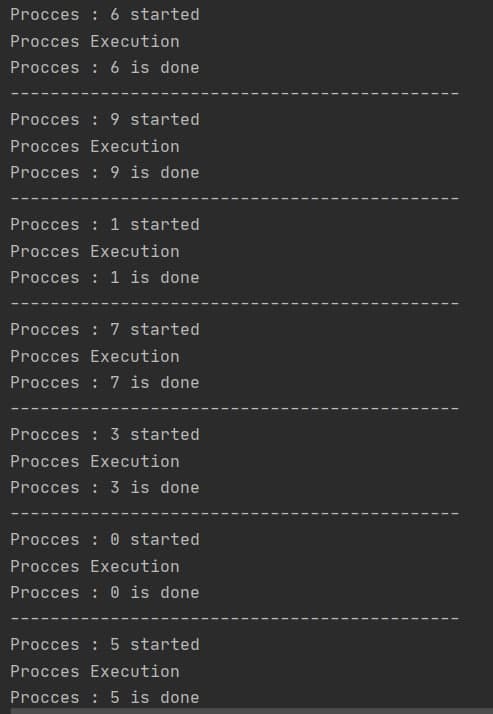 Procces : 6 started
Procces Execution
Procces : 6 is done
---------------------------------------------
Procces : 9 started
Procces Execution
Procces : 9 is done
---------------------------------------------
Procces : 1 started
Procces Execution
Procces : 1 is done
---------------------------------------------
Procces : 7 started
Procces Execution
Procces : 7 is done
---------------------------------------------
Procces : 3 started
Procces Execution
Procces : 3 is done
---------------------------------------------
Procces : 0 started
Procces Execution
Procces : 0 is done
---------------------------------------------
Procces : 5 started
Procces Execution
Procces : 5 is done